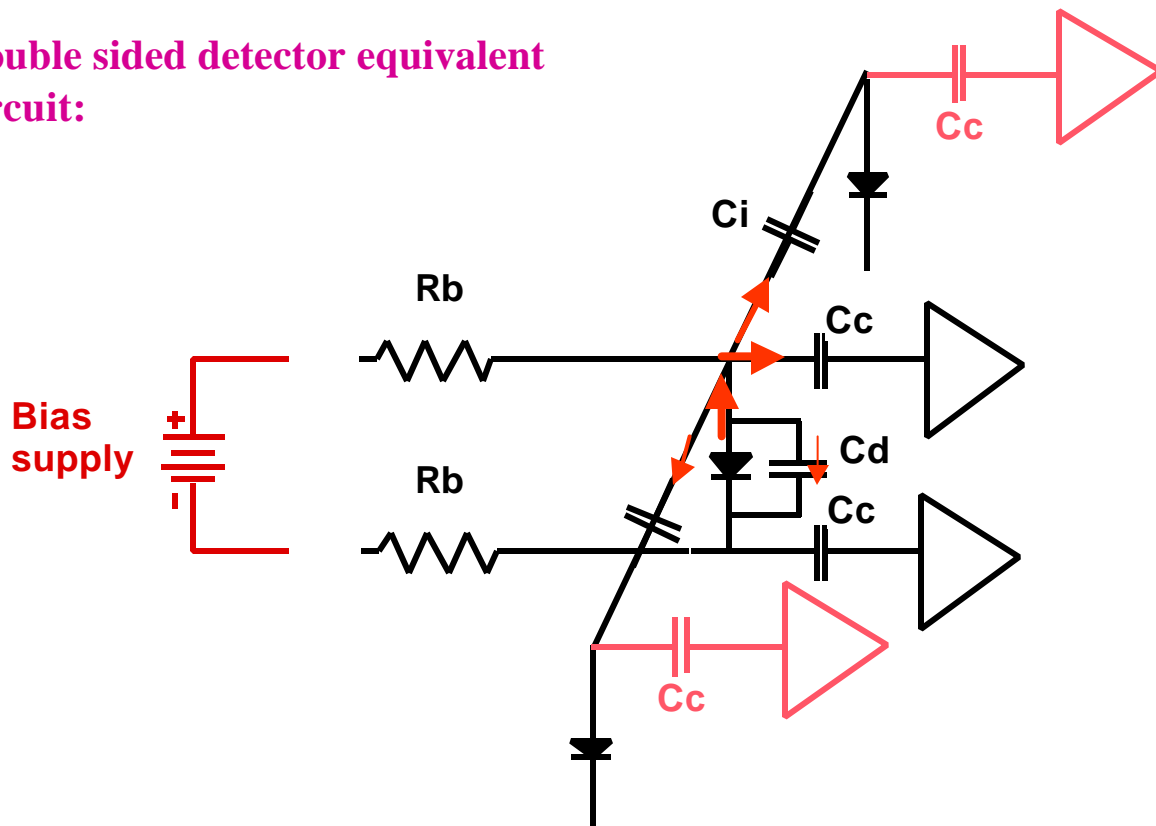 ouble sided detector equivalent
rcuit:
Cc
Ci
Rb
Cc
Bias
supply
+
-
Rb
Cd
Cc
Cc